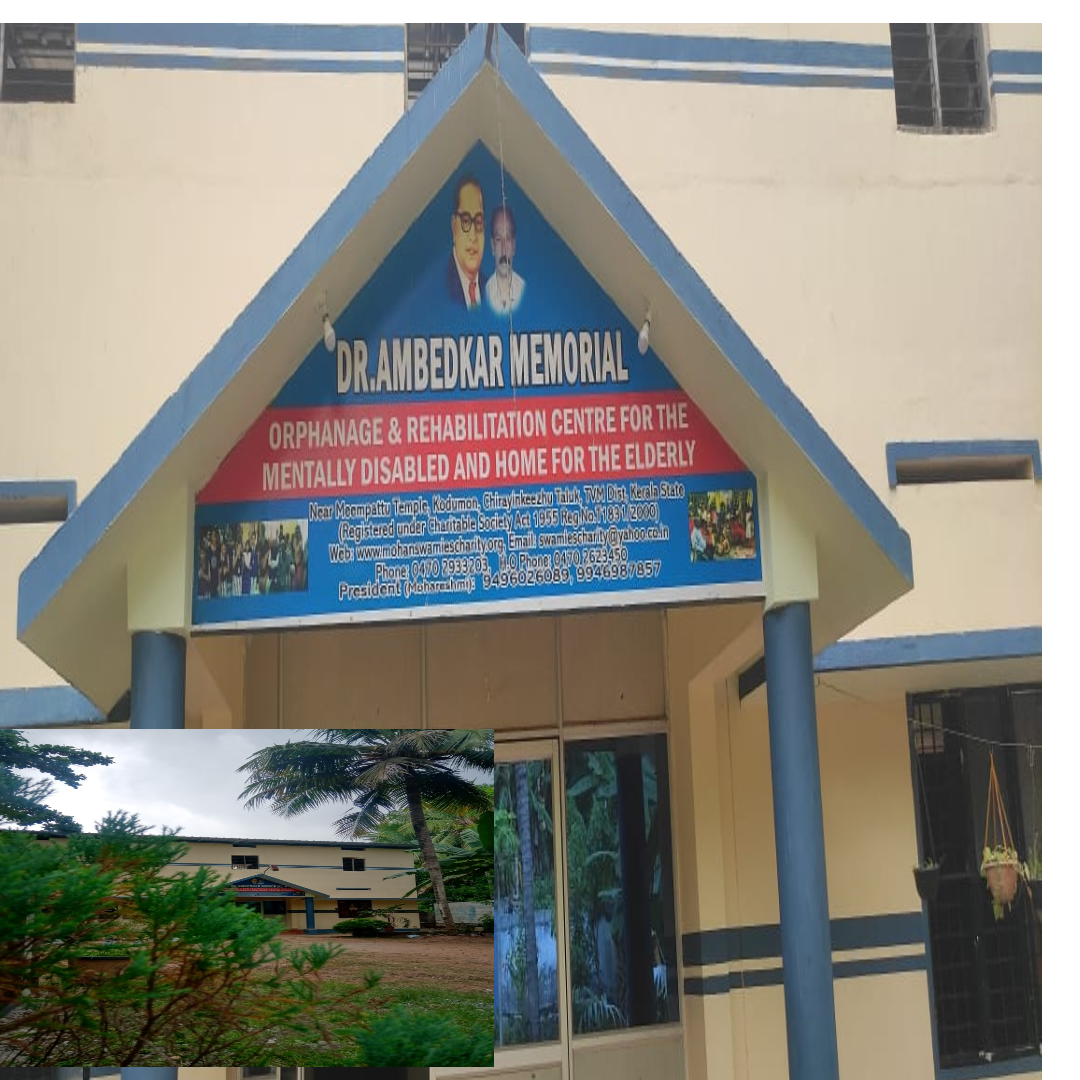 DR.AMBEDKAR MEMORIAL
ORPHANAGE & REHABILITATION CENTRE FOR THE
MENTALLY DISABLED AND HOME FOR THE ELDERLY
Near Meempattu Temple, Kodumon, Chirayinkeezhu Taluk, TVM Dist, Kerala State
(Registered under Charitable Society Act 1955 Reg.No.T1831/2000)
Web: www.mohanswamiescharity.org, Email: swamiescharity@yahoo.co.in
Phone: 0470 2933203, H.O Phone: 0470 2623450
President 9496026089, 9946987857